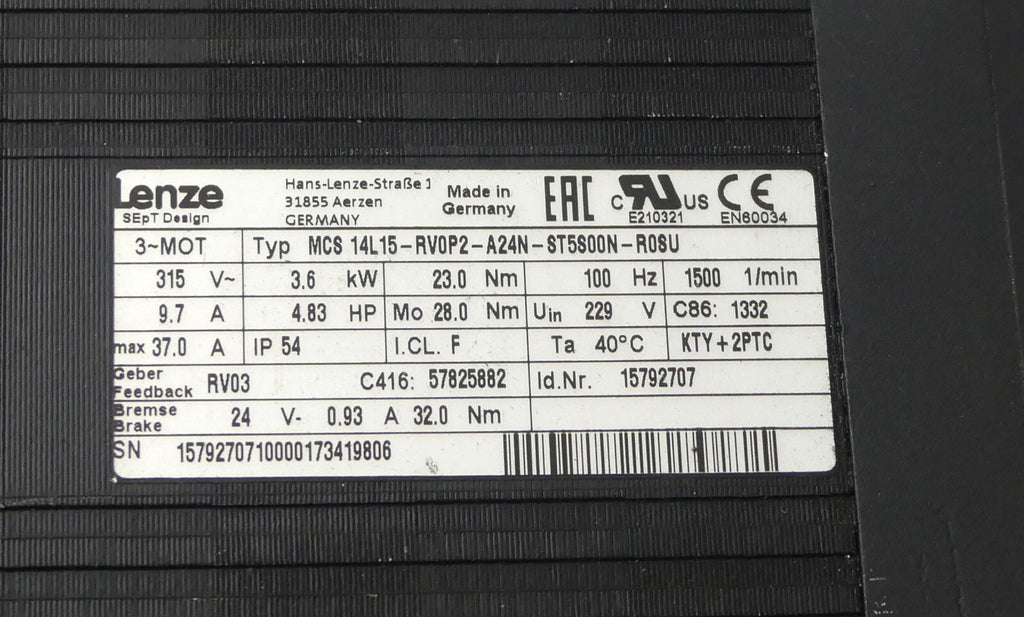 Lenze
SEpT Design
Hans-Lenze-Straße 1
31855 Aerzen
GERMANY
Made in
Germany
EAC
C RU US
E210321
CE
EN60034
3~MOT Typ MCS 14L15-RV0P2-A24N-ST5S00N-R0SU
315 V~ 3.6 kW 23.0 Nm 100 Hz 1500 1/min
9.7 A 4.83 HP Mo 28.0 Nm Uin 229 V C86: 1332
max 37.0 A IP 54 I.CL. F Ta 40°C KTY+2PTC
Geber
Feedback RV03 C416: 57825882 Id.Nr. 15792707
Bremse
Brake 24 V- 0.93 A 32.0 Nm
SN 1579270710000173419806